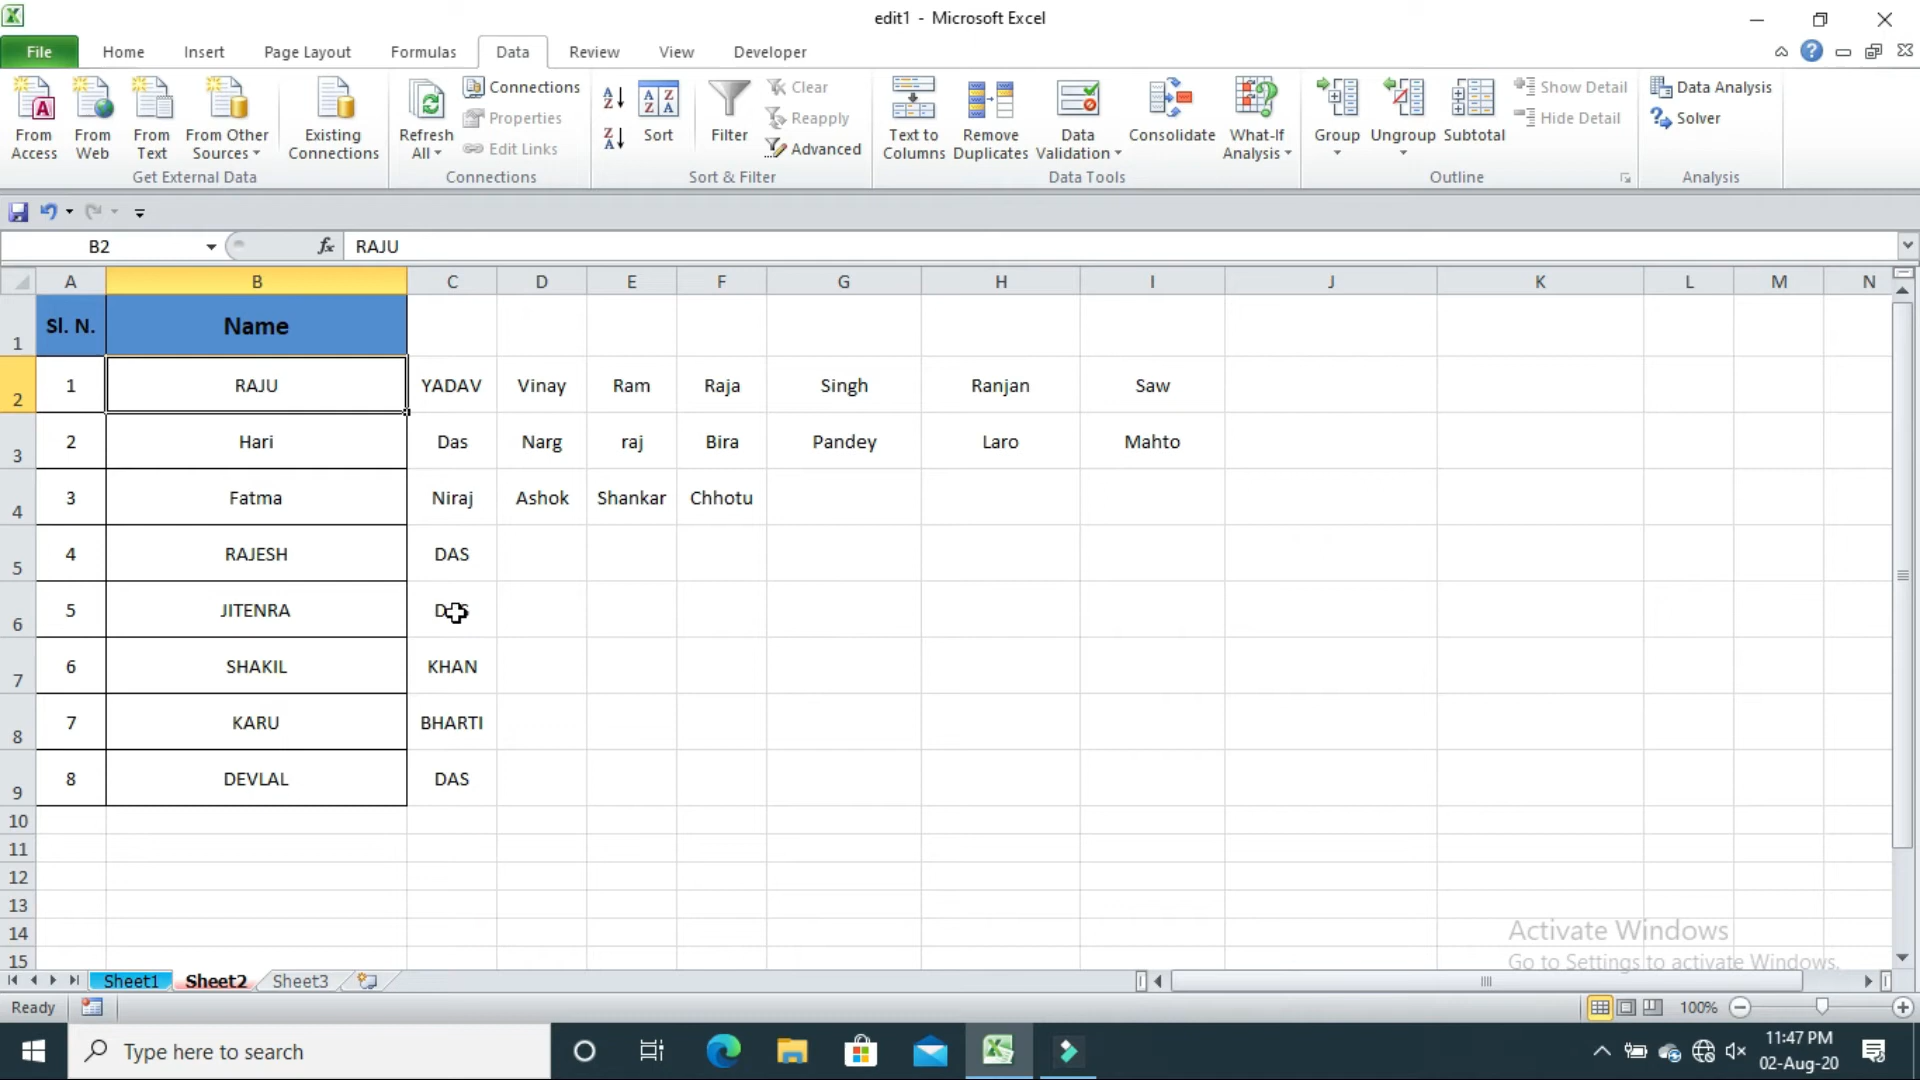 edit1 - Microsoft Excel
File Home Insert Page Layout Formulas Data Review View Developer
From Access
From Web
From Text
From Other Sources
Existing Connections
Get External Data
Refresh All
Connections
Properties
Edit Links
Connections
Sort
Filter
Clear
Reapply
Advanced
Sort & Filter
Text to Columns
Remove Duplicates
Data Validation
Consolidate
What-If Analysis
Data Tools
Group
Ungroup
Subtotal
Show Detail
Hide Detail
Outline
Data Analysis
Solver
Analysis
B2 fx RAJU
A B C D E F G H I J K L M N
1 Sl. N. Name
2 1 RAJU YADAV Vinay Ram Raja Singh Ranjan Saw
3 2 Hari Das Narg raj Bira Pandey Laro Mahto
4 3 Fatma Niraj Ashok Shankar Chhotu
5 4 RAJESH DAS
6 5 JITENRA
7 6 SHAKIL KHAN
8 7 KARU BHARTI
9 8 DEVLAL DAS
10
11
12
13
14
15
Activate Windows
Go to Settings to activate Windows.
Sheet1 Sheet2 Sheet3
Ready 100%
Type here to search
11:47 PM
02-Aug-20